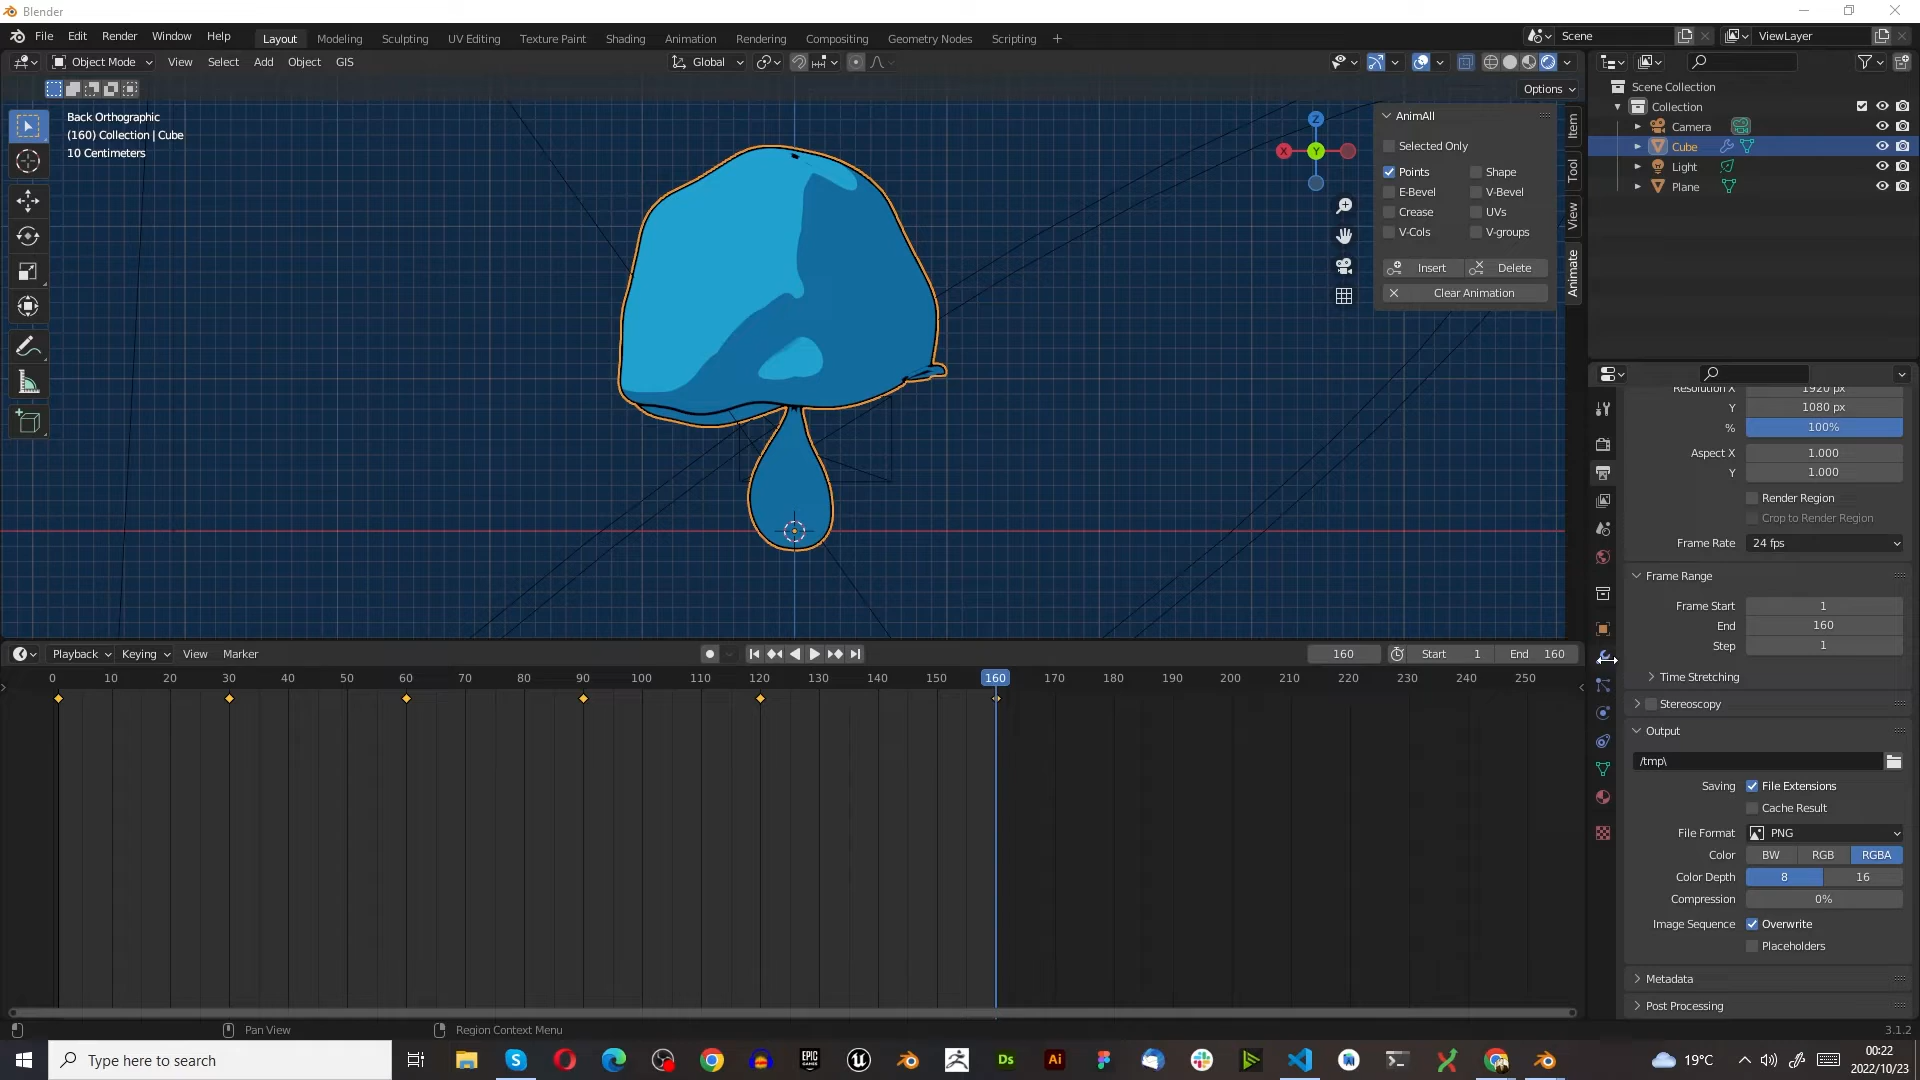 Blender
File Edit Render Window Help Layout Modeling Sculpting UV Editing Texture Paint Shading Animation Rendering Compositing Geometry Nodes Scripting + Scene ViewLayer
Object Mode View Select Add Object GIS Global
Options
Back Orthographic
(160) Collection | Cube
10 Centimeters
Z
X
Y
AnimAll
Selected Only
Points Shape
E-Bevel V-Bevel
Crease UVs
V-Cols V-groups
Insert Delete
Clear Animation
Item
Tool
View
Animate
Scene Collection
Collection
Camera
Cube
Light
Plane
Resolution X 1920 px
Y 1080 px
% 100%
Aspect X 1.000
Y 1.000
Render Region
Crop to Render Region
Frame Rate 24 fps
Frame Range
Frame Start 1
End 160
Step 1
Time Stretching
Stereoscopy
Output
/tmp\
Saving File Extensions
Cache Result
File Format PNG
Color BW RGB RGBA
Color Depth 8 16
Compression 0%
Image Sequence Overwrite
Placeholders
Metadata
Post Processing
Playback Keying View Marker 160 Start 1 End 160
0 10 20 30 40 50 60 70 80 90 100 110 120 130 140 150 160 170 180 190 200 210 220 230 240 250
Pan View Region Context Menu 3.1.2
Type here to search
EPIC GAMES
Ds
Ai
19°C
00:22
2022/10/23